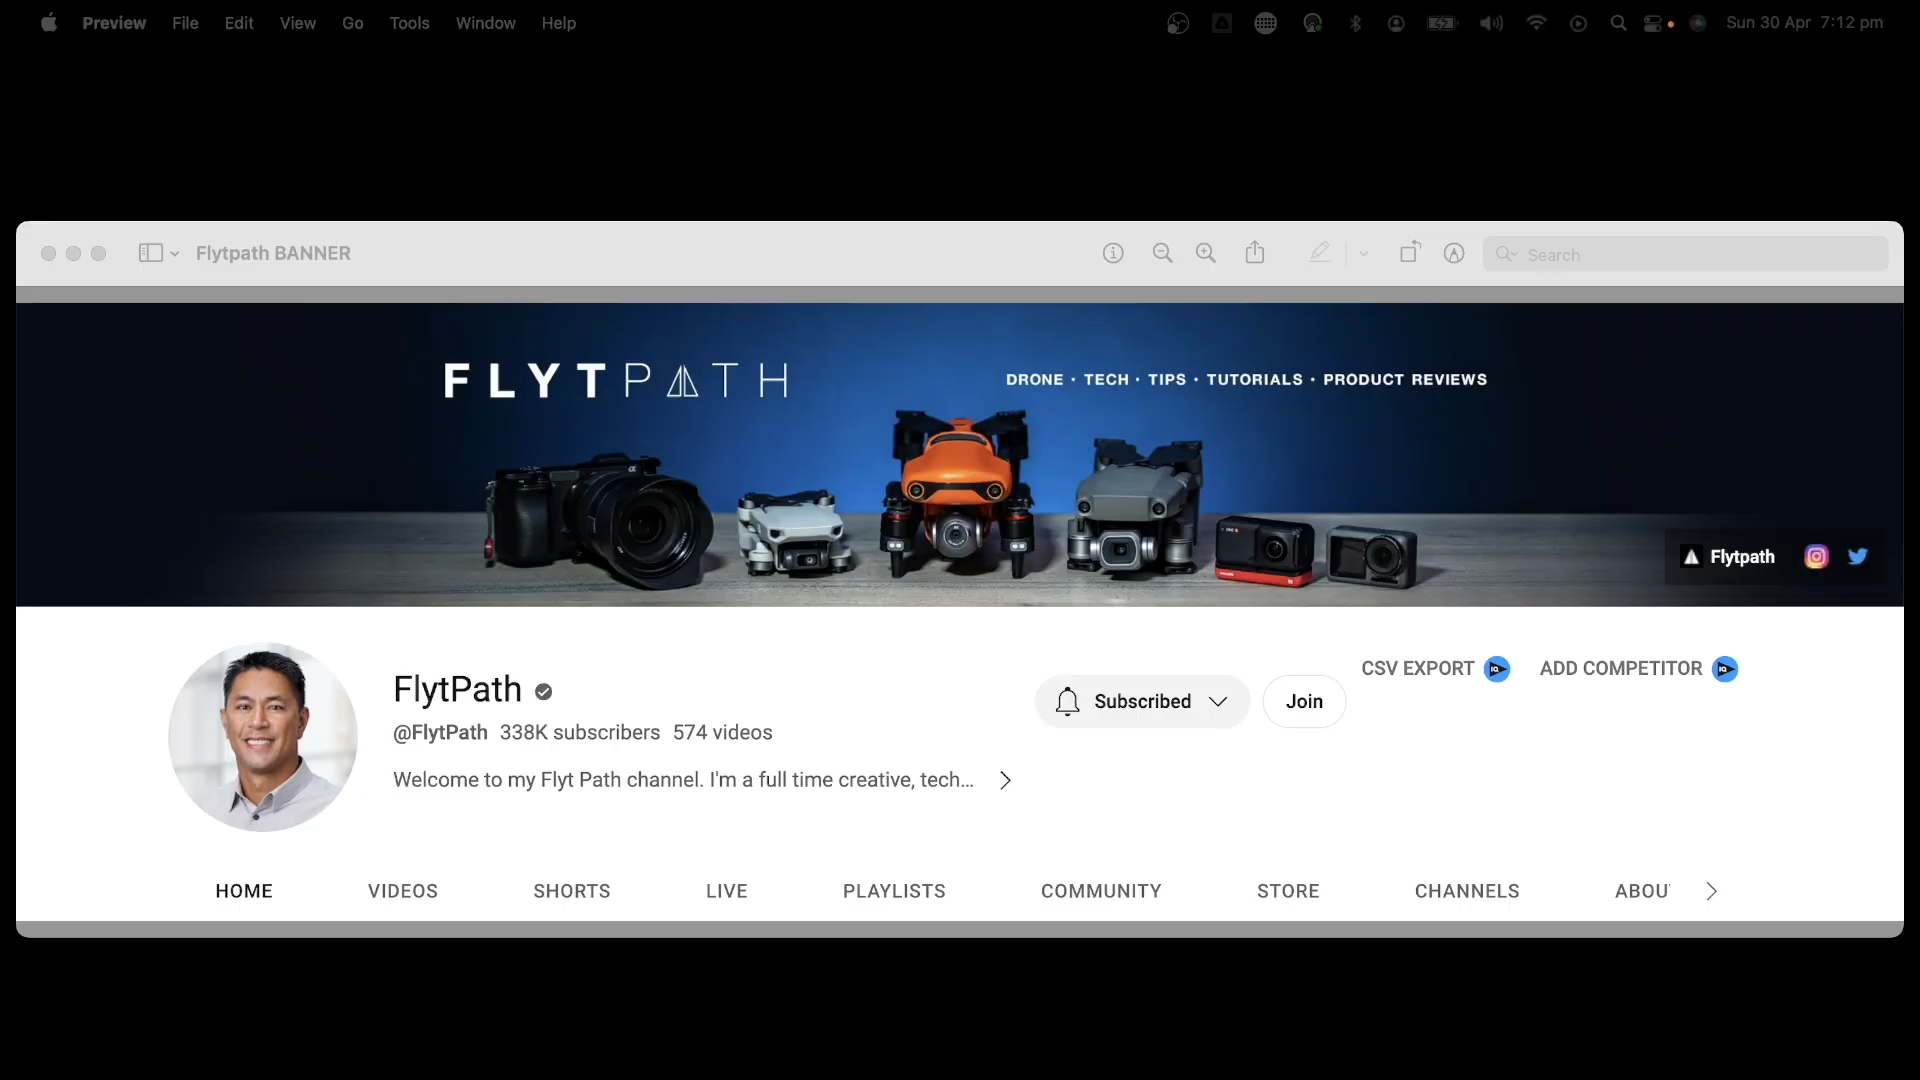 Preview File Edit View Go Tools Window Help Sun 30 Apr 7:12 pm
Flytpath BANNER Search
FLYTPATH DRONE · TECH · TIPS · TUTORIALS · PRODUCT REVIEWS
Flytpath
FlytPath
CSV EXPORT ADD COMPETITOR
Subscribed Join
@FlytPath 338K subscribers 574 videos
Welcome to my Flyt Path channel. I'm a full time creative, tech...
HOME VIDEOS SHORTS LIVE PLAYLISTS COMMUNITY STORE CHANNELS ABOU